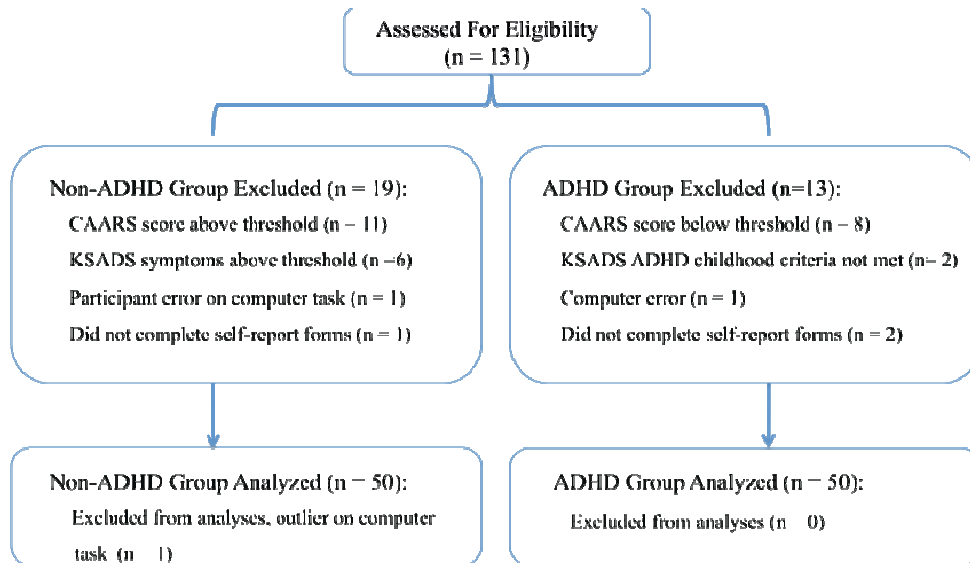 Assessed For Eligibility
(n = 131)
Non-ADHD Group Excluded (n = 19):
CAARS score above threshold (n – 11)
KSADS symptoms above threshold (n –6)
Participant error on computer task (n = 1)
Did not complete self-report forms (n = 1)
ADHD Group Excluded (n=13):
CAARS score below threshold (n – 8)
KSADS ADHD childhood criteria not met (n– 2)
Computer error (n = 1)
Did not complete self-report forms (n = 2)
Non-ADHD Group Analyzed (n = 50):
Excluded from analyses, outlier on computer
task (n 1)
ADHD Group Analyzed (n = 50):
Excluded from analyses (n 0)